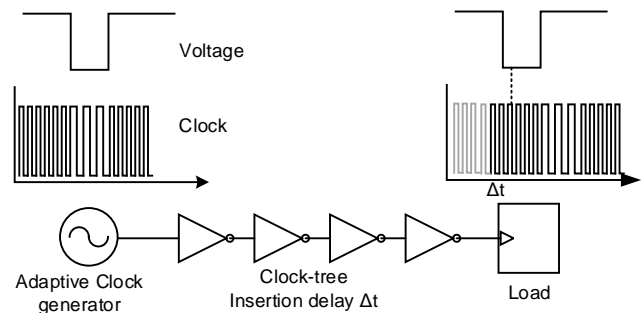 Voltage
Clock
Δt
Adaptive Clock
generator
Clock-tree
Insertion delay Δt
Load